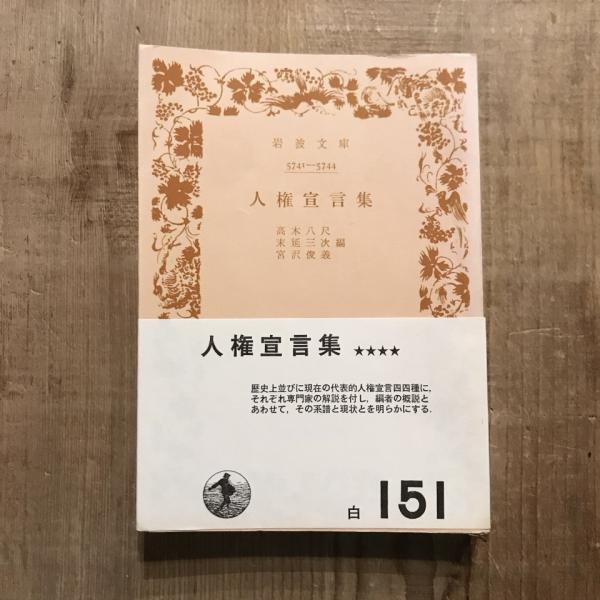 岩波文庫
5741—5744
人権宣言集
高木八尺
末延三次編
宮沢俊義
人権宣言集 ★★★★
歴史上並びに現在の代表的人権宣言四四種に,
それぞれ専門家の解説を付し, 編者の概説と
あわせて, その系譜と現状とを明らかにする.
白 151